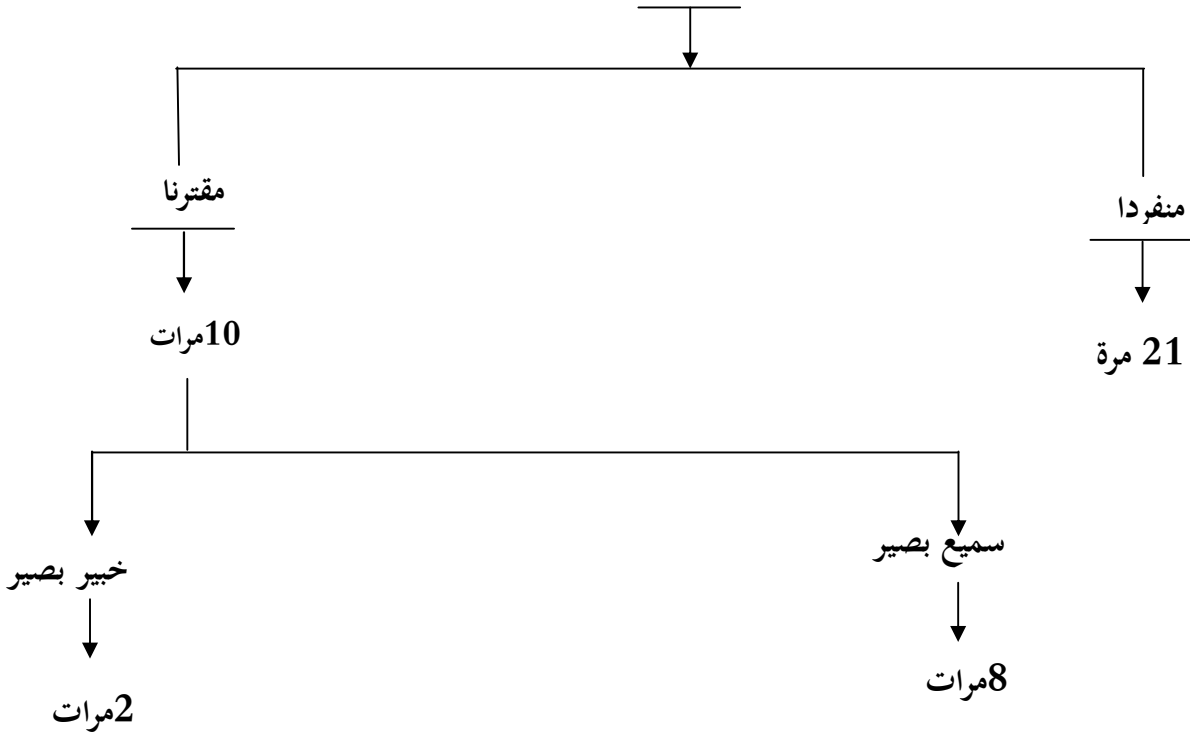 مقترنا
منفردا
10مرات
21 مرة
سميع بصير
خبير بصير
8مرات
2مرات